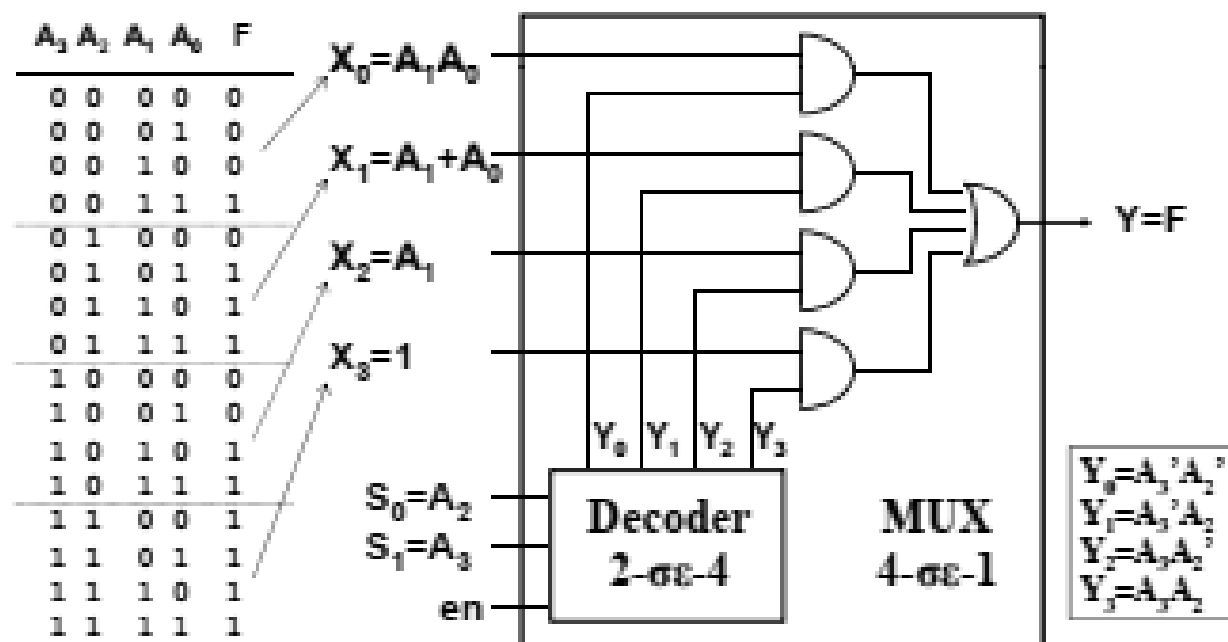 A₃ A₂ A₁ A₀ F
0 0 0 0 0
0 0 0 1 0
0 0 1 0 0
0 0 1 1 1
0 1 0 0 0
0 1 0 1 1
0 1 1 0 1
0 1 1 1 1
1 0 0 0 0
1 0 0 1 0
1 0 1 0 1
1 0 1 1 1
1 1 0 0 1
1 1 0 1 1
1 1 1 0 1
1 1 1 1 1
X₀=A₁A₀
X₁=A₁+A₀
X₂=A₁
X₃=1
Y=F
Y₀ Y₁ Y₂ Y₃
S₀=A₂
S₁=A₃
en
Decoder
2-σε-4
MUX
4-σε-1
Y₀=A₃’A₂’
Y₁=A₃’A₂
Y₂=A₃A₂’
Y₃=A₃A₂